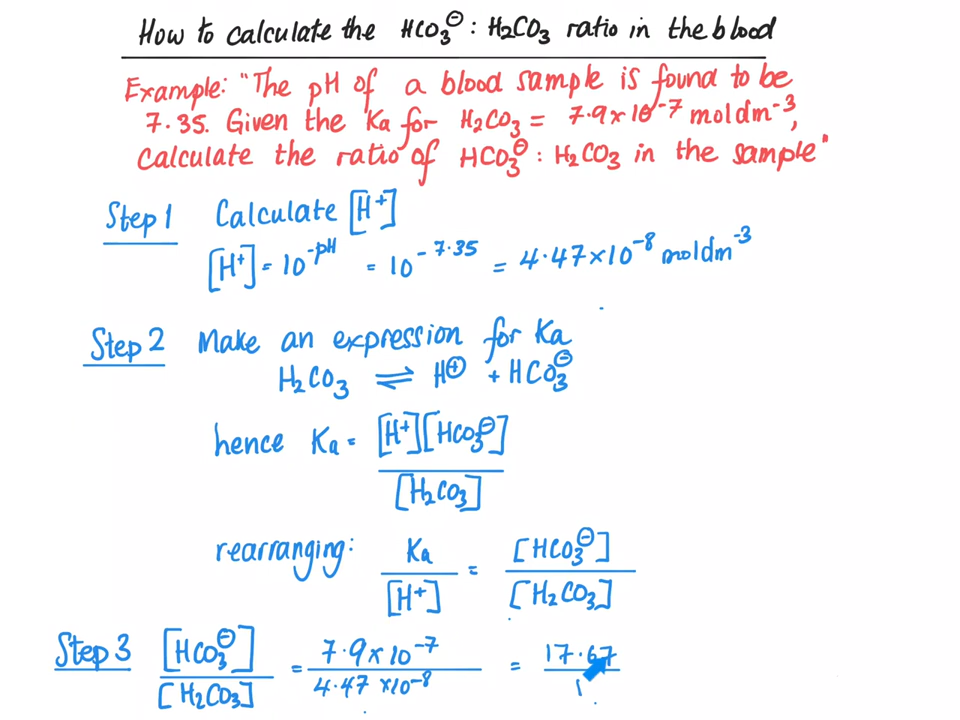 How to calculate the HCO3⊖ : H2CO3 ratio in the blood
Example: "The pH of a blood sample is found to be
7.35. Given the Ka for H2CO3 = 7.9×10⁻⁷ moldm⁻³,
Calculate the ratio of HCO3⊖ : H2CO3 in the sample"
Step 1 Calculate [H⁺]
[H⁺] = 10^-pH = 10^-7.35 = 4.47×10⁻⁸ moldm⁻³
Step 2 Make an expression for Ka
H2CO3 ⇌ H⊕ + HCO3⊖
hence Ka = [H⁺][HCO3⊖]
[H2CO3]
rearranging: Ka / [H⁺] = [HCO3⊖] / [H2CO3]
Step 3 [HCO3⊖] / [H2CO3] = 7.9×10⁻⁷ / 4.47×10⁻⁸ = 17.67 / 1